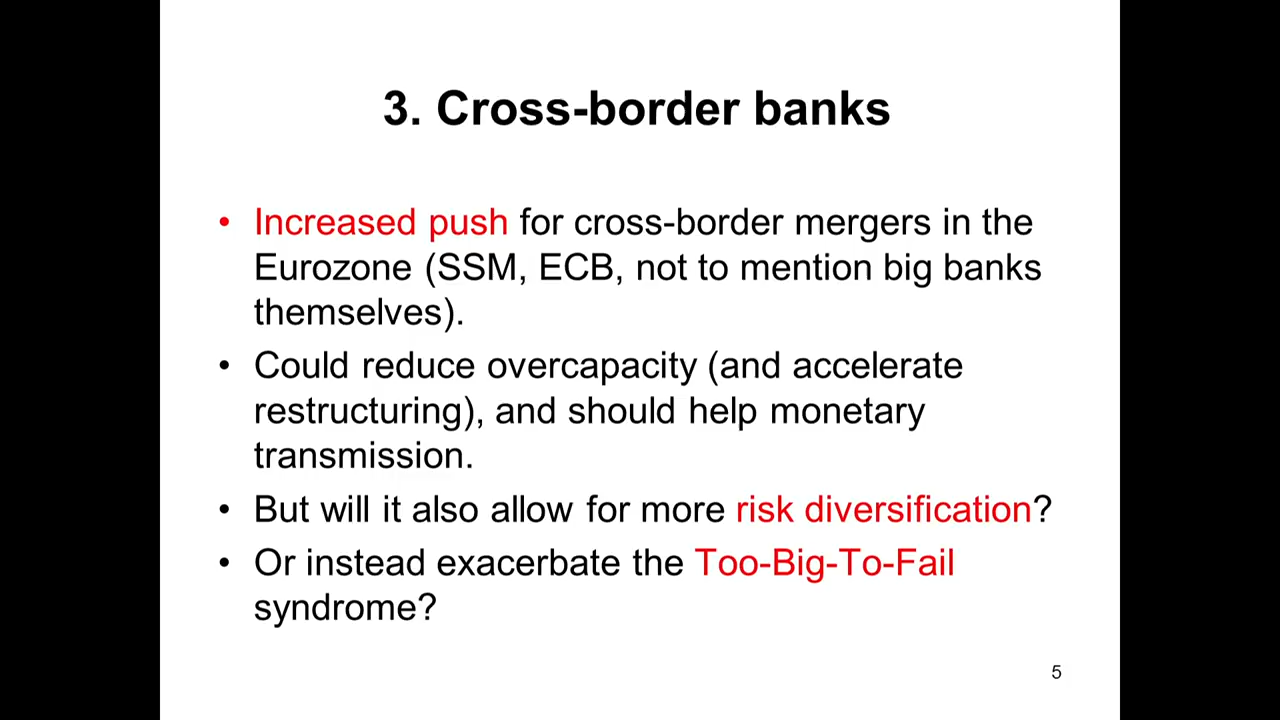 3. Cross-border banks
• Increased push for cross-border mergers in the
Eurozone (SSM, ECB, not to mention big banks
themselves).
• Could reduce overcapacity (and accelerate
restructuring), and should help monetary
transmission.
• But will it also allow for more risk diversification?
• Or instead exacerbate the Too-Big-To-Fail
syndrome?
5